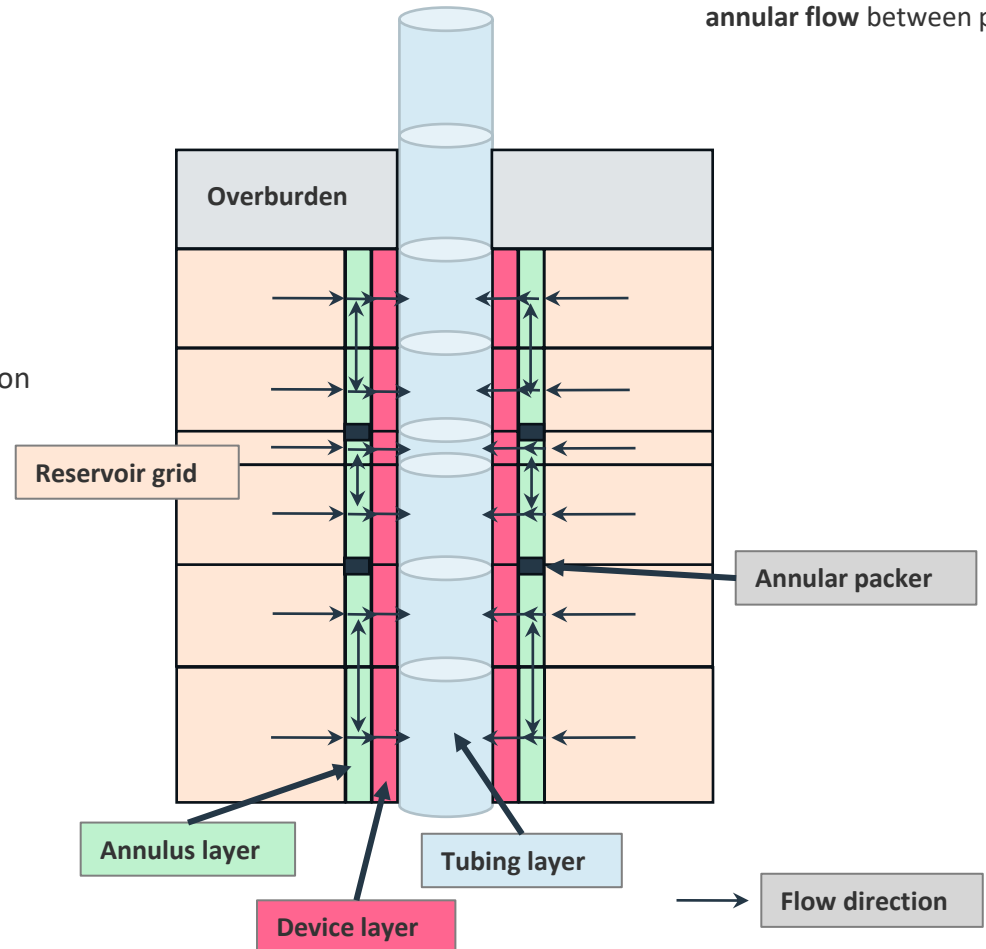 annular flow between p
Overburden
on
Reservoir grid
Annular packer
Annulus layer
Tubing layer
Flow direction
Device layer